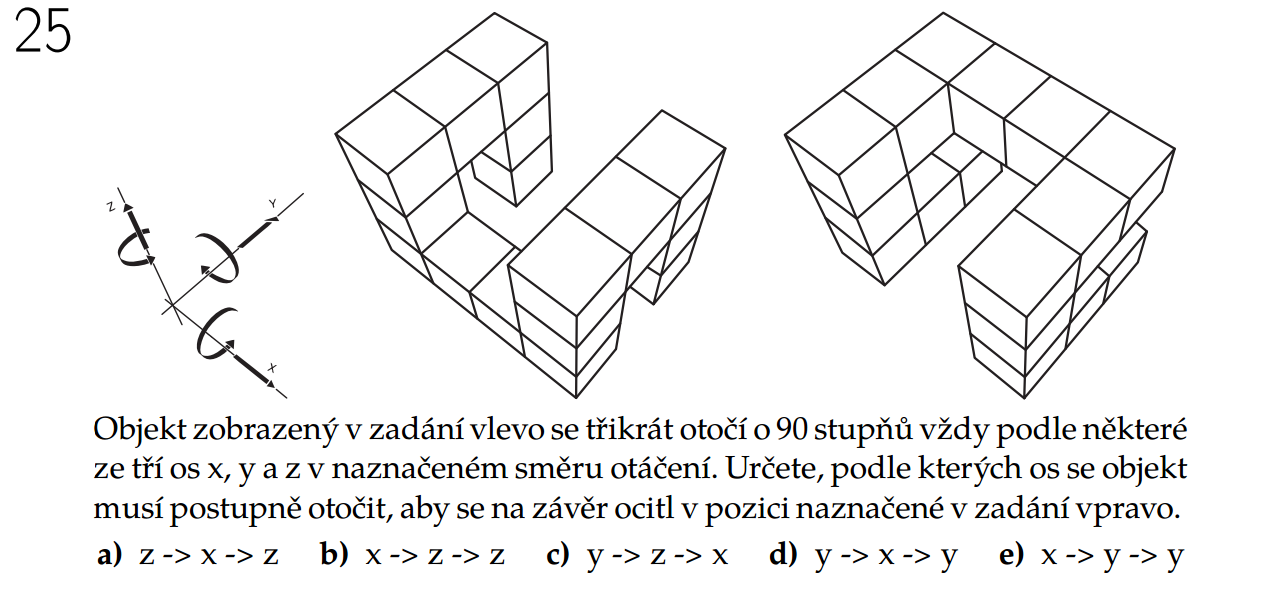 25
Z
Y
X
Objekt zobrazený v zadání vlevo se třikrát otočí o 90 stupňů vždy podle některé
ze tří os x, y a z v naznačeném směru otáčení. Určete, podle kterých os se objekt
musí postupně otočit, aby se na závěr ocitl v pozici naznačené v zadání vpravo.
a) z -> x -> z b) x -> z -> z c) y -> z -> x d) y -> x -> y e) x -> y -> y